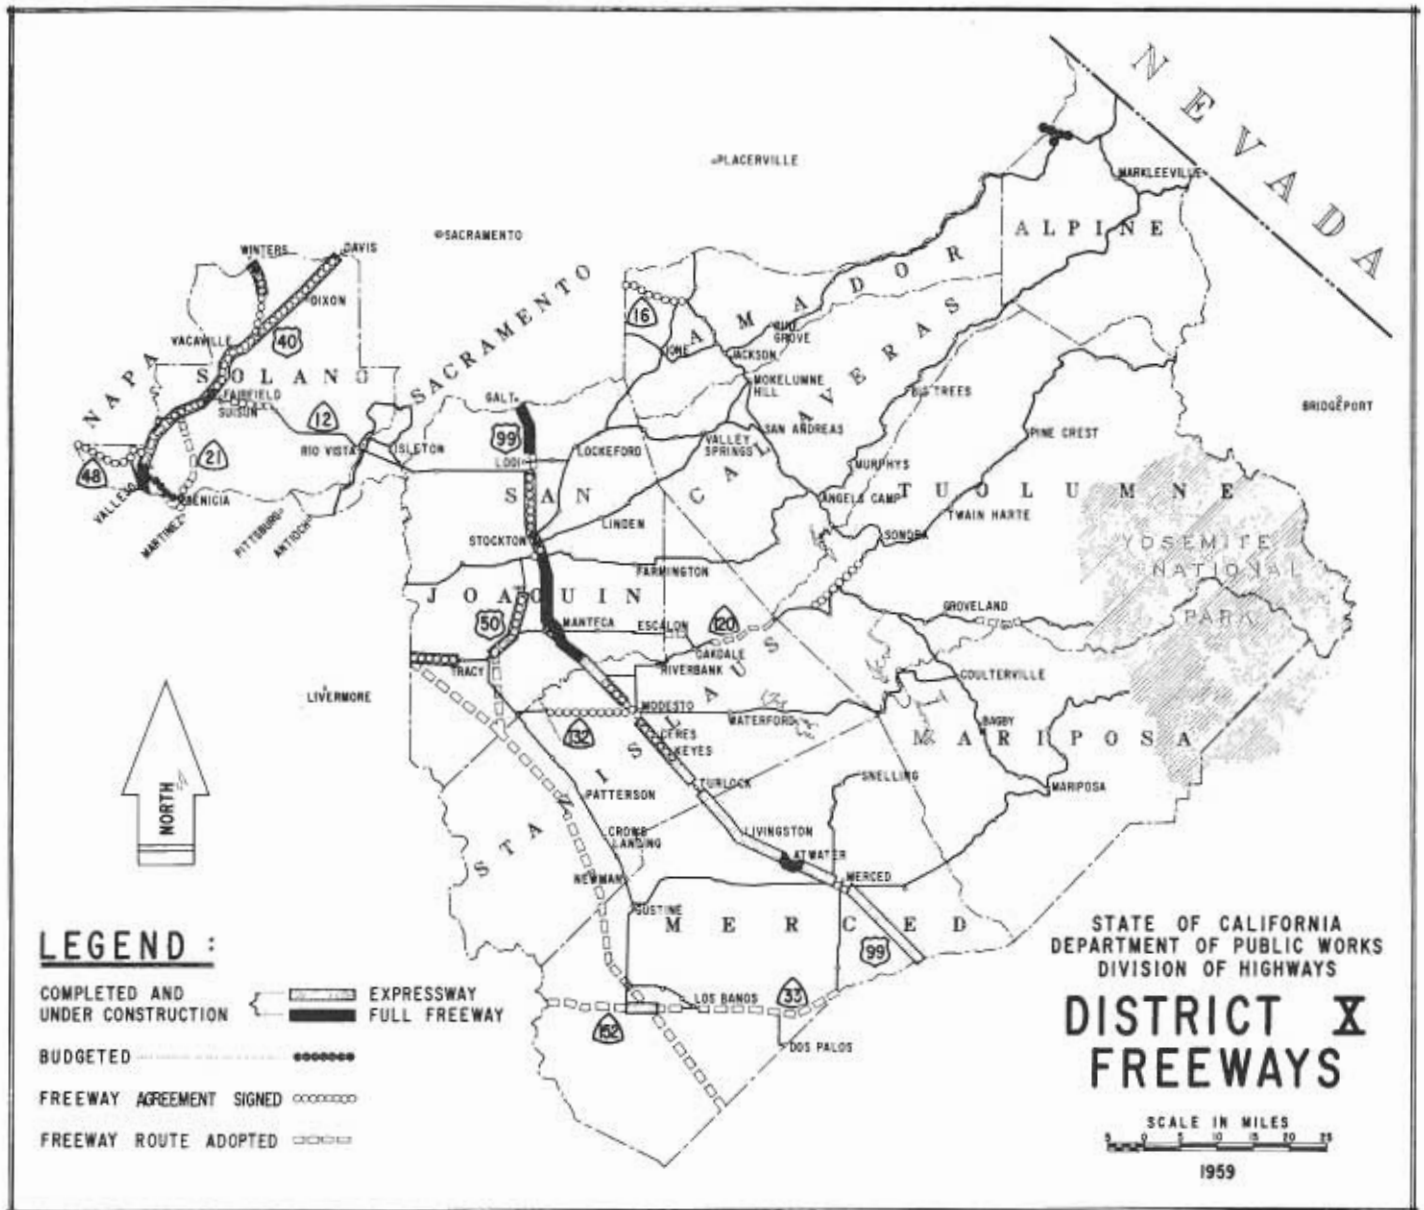 NEVADA
PLACERVILLE
MARKLEEVILLE
ALPINE
SACRAMENTO
WINTERS
DAVIS
DIXON
40
VACAVILLE
NAPA
SOLANO
SACRAMENTO
FAIRFIELD
SUISUN
12
21
48
RIO VISTA
ISLETON
VALLEJO
BENICIA
MARTINEZ
PITTSBURG
ANTIOCH
16
AMADOR
IONE
JACKSON
GROVE
MOKELUMNE
HILL
CALAVERAS
BIG TREES
BRIDGEPORT
GALT
99
LODI
LOCKEFORD
VALLEY
SPRINGS
SAN ANDREAS
PINE CREST
MURPHYS
SAN
ANGELS CAMP
TUOLUMNE
TWAIN HARTE
LINDEN
SONORA
STOCKTON
FARMINGTON
YOSEMITE
NATIONAL
PARK
JOAQUIN
50
MANTECA
ESCALON
120
GROVELAND
OAKDALE
RIVERBANK
TRACY
LIVERMORE
COULTERVILLE
MODESTO
WATERFORD
132
CERES
KEYES
BAGBY
MARIPOSA
STANISLAUS
TURLOCK
SNELLING
MARIPOSA
PATTERSON
CROWS
LANDING
LIVINGSTON
ATWATER
MERCED
NEWMAN
GUSTINE
MERCED
99
LOS BANOS
33
152
DOS PALOS
NORTH
LEGEND :
COMPLETED AND
UNDER CONSTRUCTION
EXPRESSWAY
FULL FREEWAY
BUDGETED
FREEWAY AGREEMENT SIGNED
FREEWAY ROUTE ADOPTED
STATE OF CALIFORNIA
DEPARTMENT OF PUBLIC WORKS
DIVISION OF HIGHWAYS
DISTRICT X
FREEWAYS
SCALE IN MILES
5 0 5 10 15 20 25
1959